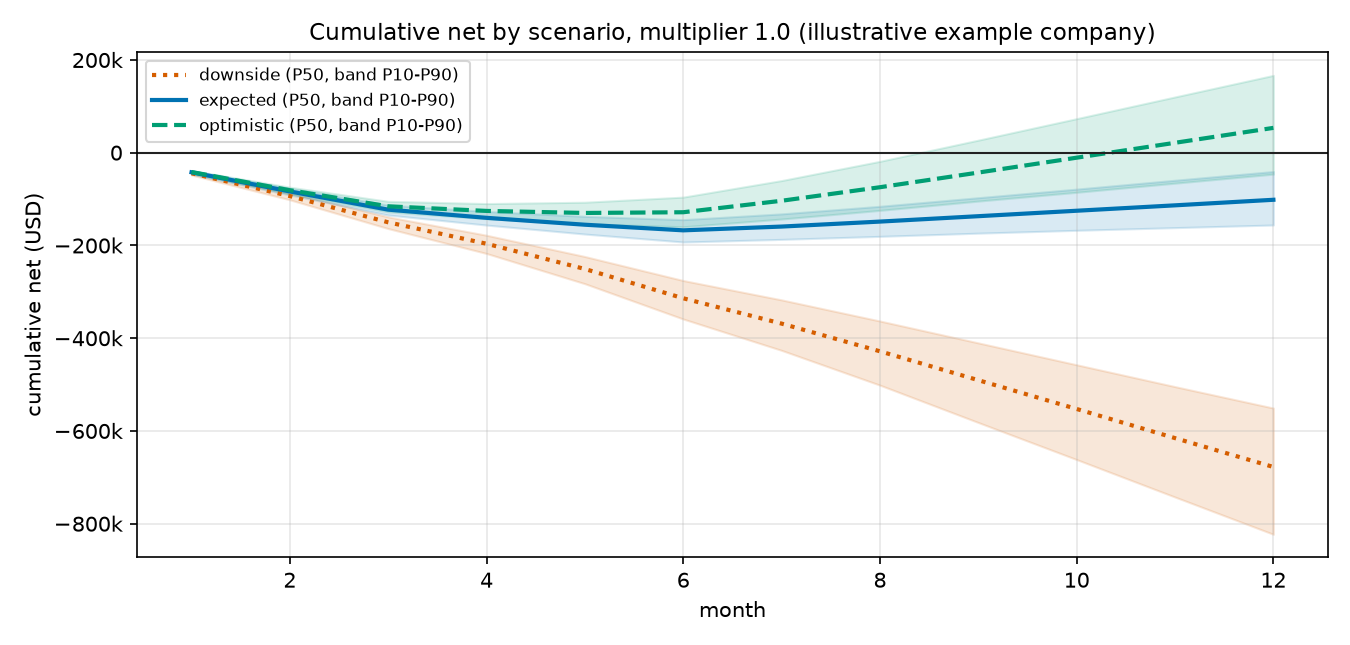 Cumulative net by scenario, multiplier 1.0 (illustrative example company)
downside (P50, band P10-P90)
expected (P50, band P10-P90)
optimistic (P50, band P10-P90)
cumulative net (USD)
200k
0
−200k
−400k
−600k
−800k
2 4 6 8 10 12
month